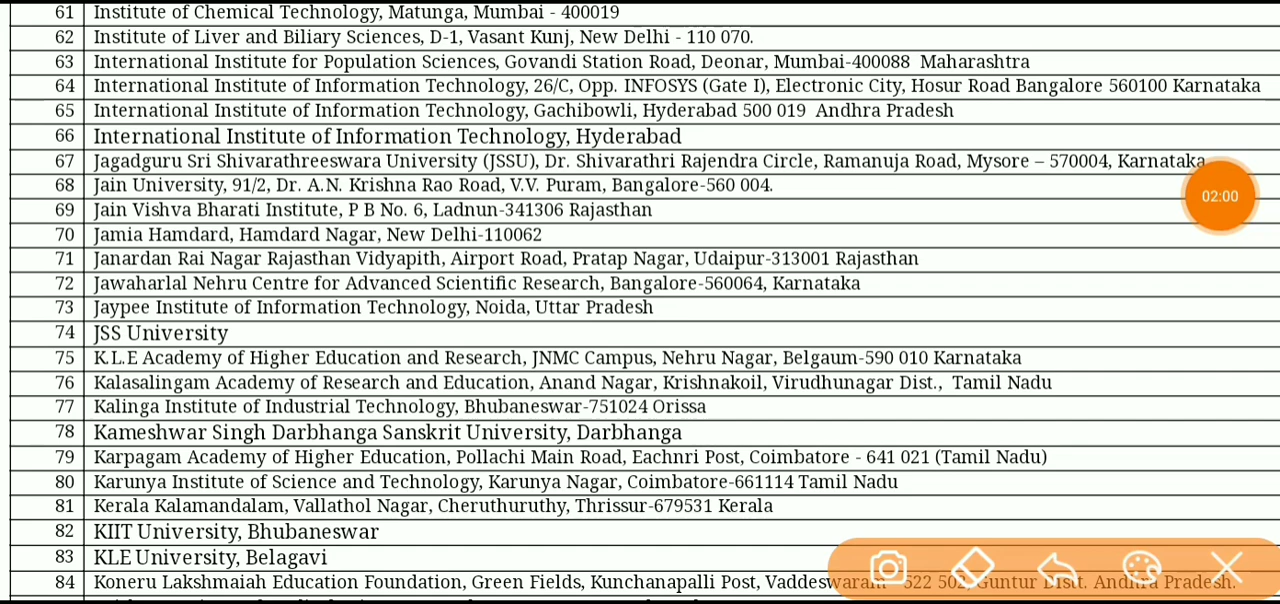 61 Institute of Chemical Technology, Matunga, Mumbai - 400019
62 Institute of Liver and Biliary Sciences, D-1, Vasant Kunj, New Delhi - 110 070.
63 International Institute for Population Sciences, Govandi Station Road, Deonar, Mumbai-400088 Maharashtra
64 International Institute of Information Technology, 26/C, Opp. INFOSYS (Gate I), Electronic City, Hosur Road Bangalore 560100 Karnataka
65 International Institute of Information Technology, Gachibowli, Hyderabad 500 019 Andhra Pradesh
66 International Institute of Information Technology, Hyderabad
67 Jagadguru Sri Shivarathreeswara University (JSSU), Dr. Shivarathri Rajendra Circle, Ramanuja Road, Mysore – 570004, Karnataka
68 Jain University, 91/2, Dr. A.N. Krishna Rao Road, V.V. Puram, Bangalore-560 004.
02:00
69 Jain Vishva Bharati Institute, P B No. 6, Ladnun-341306 Rajasthan
70 Jamia Hamdard, Hamdard Nagar, New Delhi-110062
71 Janardan Rai Nagar Rajasthan Vidyapith, Airport Road, Pratap Nagar, Udaipur-313001 Rajasthan
72 Jawaharlal Nehru Centre for Advanced Scientific Research, Bangalore-560064, Karnataka
73 Jaypee Institute of Information Technology, Noida, Uttar Pradesh
74 JSS University
75 K.L.E Academy of Higher Education and Research, JNMC Campus, Nehru Nagar, Belgaum-590 010 Karnataka
76 Kalasalingam Academy of Research and Education, Anand Nagar, Krishnakoil, Virudhunagar Dist., Tamil Nadu
77 Kalinga Institute of Industrial Technology, Bhubaneswar-751024 Orissa
78 Kameshwar Singh Darbhanga Sanskrit University, Darbhanga
79 Karpagam Academy of Higher Education, Pollachi Main Road, Eachnri Post, Coimbatore - 641 021 (Tamil Nadu)
80 Karunya Institute of Science and Technology, Karunya Nagar, Coimbatore-661114 Tamil Nadu
81 Kerala Kalamandalam, Vallathol Nagar, Cheruthuruthy, Thrissur-679531 Kerala
82 KIIT University, Bhubaneswar
83 KLE University, Belagavi
84 Koneru Lakshmaiah Education Foundation, Green Fields, Kunchanapalli Post, Vaddeswaram 522 502, Guntur Distt. Andhra Pradesh.